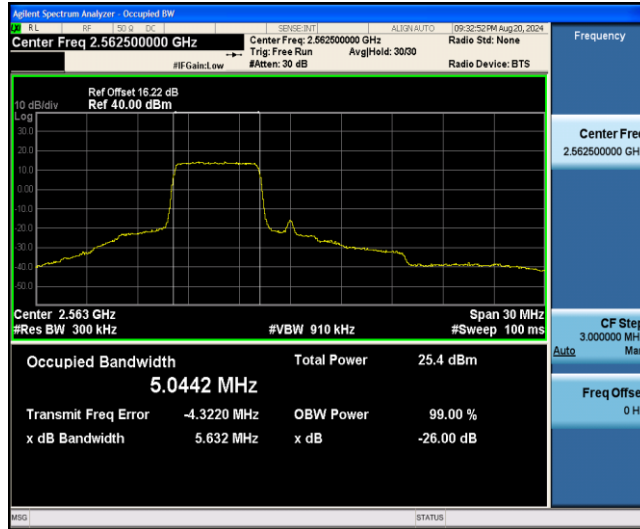 Agilent Spectrum Analyzer - Occupied BW
LXI RL RF 50 Ω DC SENSE:INT ALIGN AUTO 09:32:52 PM Aug 20, 2024
Center Freq 2.562500000 GHz
Center Freq: 2.562500000 GHz
Radio Std: None
Trig: Free Run Avg|Hold: 30/30
#IFGain:Low #Atten: 30 dB Radio Device: BTS
Ref Offset 16.22 dB
10 dB/div Ref 40.00 dBm
Log
30.0
20.0
10.0
0.00
-10.0
-20.0
-30.0
-40.0
-50.0
Center 2.563 GHz Span 30 MHz
#Res BW 300 kHz #VBW 910 kHz #Sweep 100 ms
Occupied Bandwidth Total Power 25.4 dBm
5.0442 MHz
Transmit Freq Error -4.3220 MHz OBW Power 99.00 %
x dB Bandwidth 5.632 MHz x dB -26.00 dB
MSG STATUS
Frequency
Center Fre
2.562500000 GH
CF Step
3.000000 MH
Auto Ma
Freq Offse
0 H